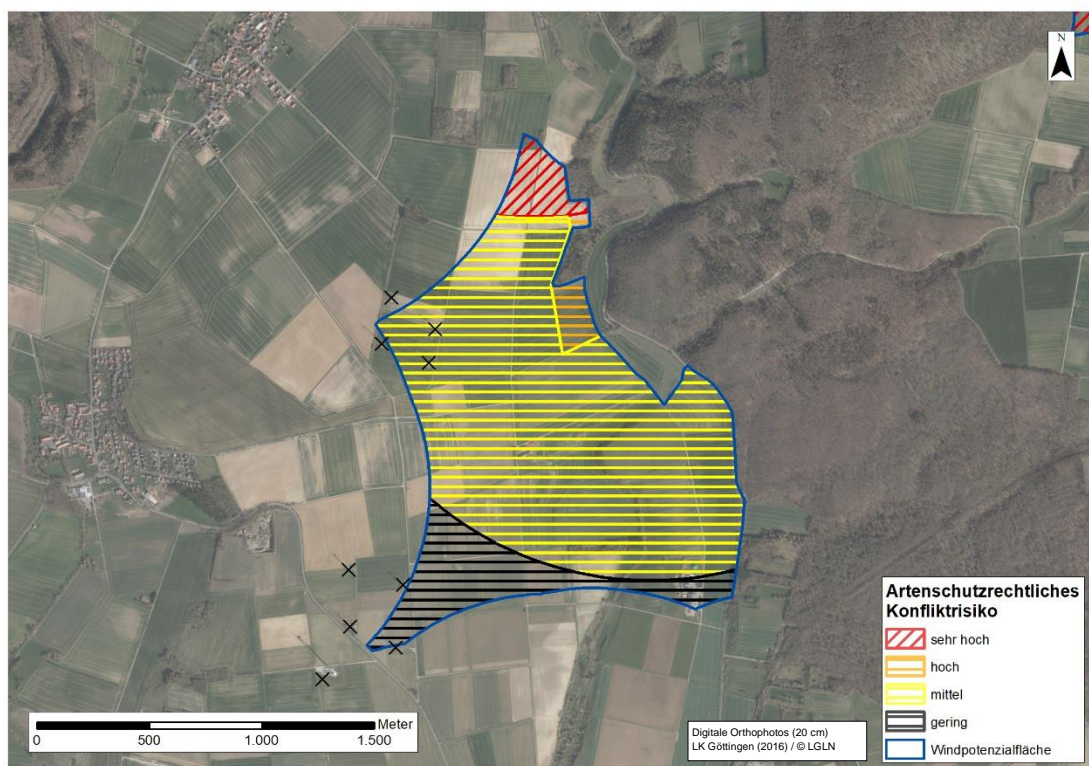 N
Artenschutzrechtliches
Konfliktrisiko
sehr hoch
hoch
mittel
gering
Windpotenzialfläche
Meter
0 500 1.000 1.500
Digitale Orthophotos (20 cm)
LK Göttingen (2016) / © LGLN